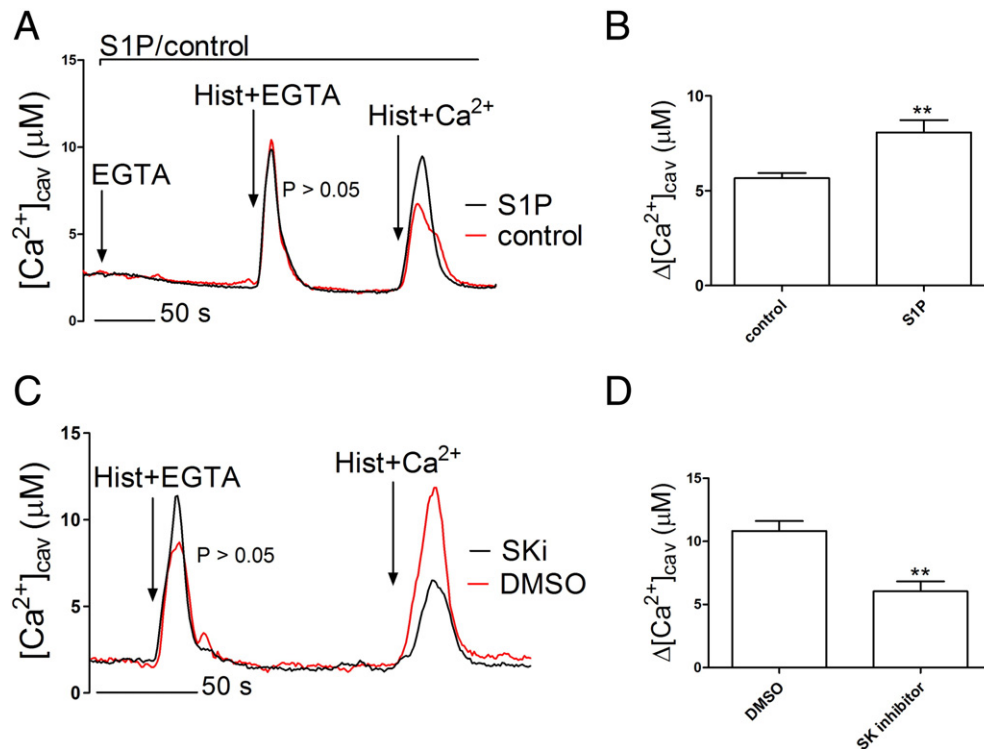 A
S1P/control
[Ca²⁺]cav (μM)
15
10
5
0
EGTA
Hist+EGTA
P > 0.05
Hist+Ca²⁺
S1P
control
50 s
B
Δ[Ca²⁺]cav (μM)
10
5
0
**
control
S1P
C
[Ca²⁺]cav (μM)
15
10
5
0
Hist+EGTA
P > 0.05
Hist+Ca²⁺
SKi
DMSO
50 s
D
Δ[Ca²⁺]cav (μM)
15
10
5
0
**
DMSO
SK inhibitor